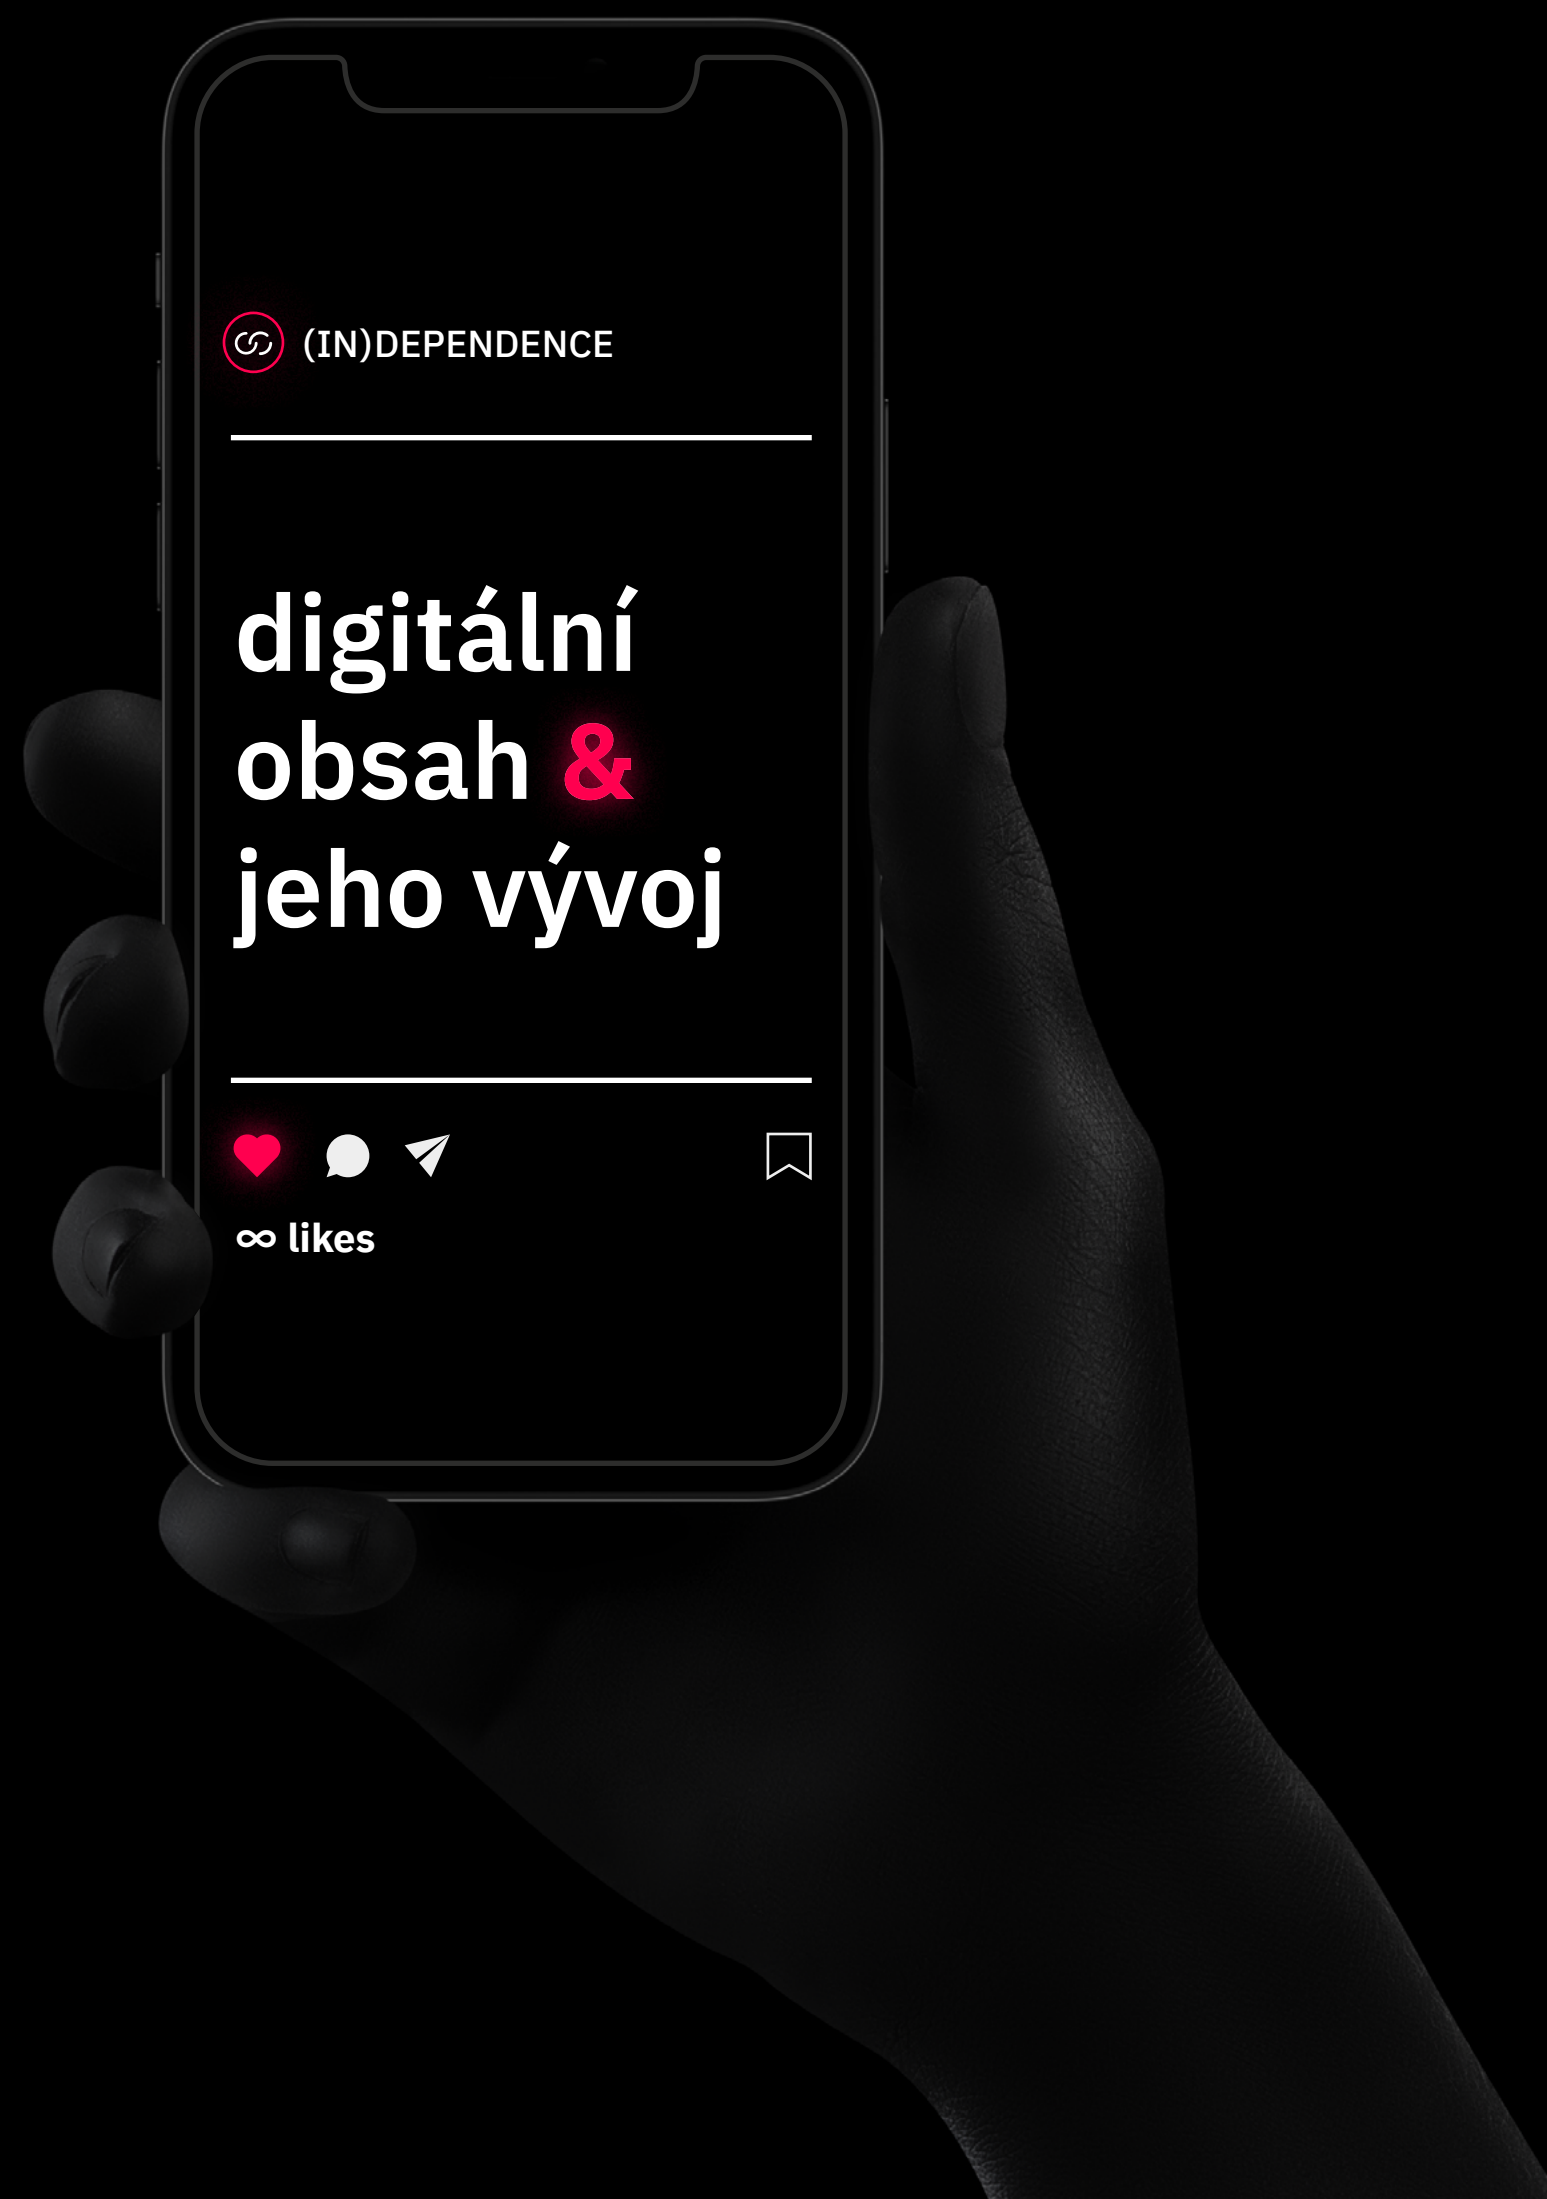 (IN)DEPENDENCE
digitální
obsah &
jeho vývoj
∞ likes